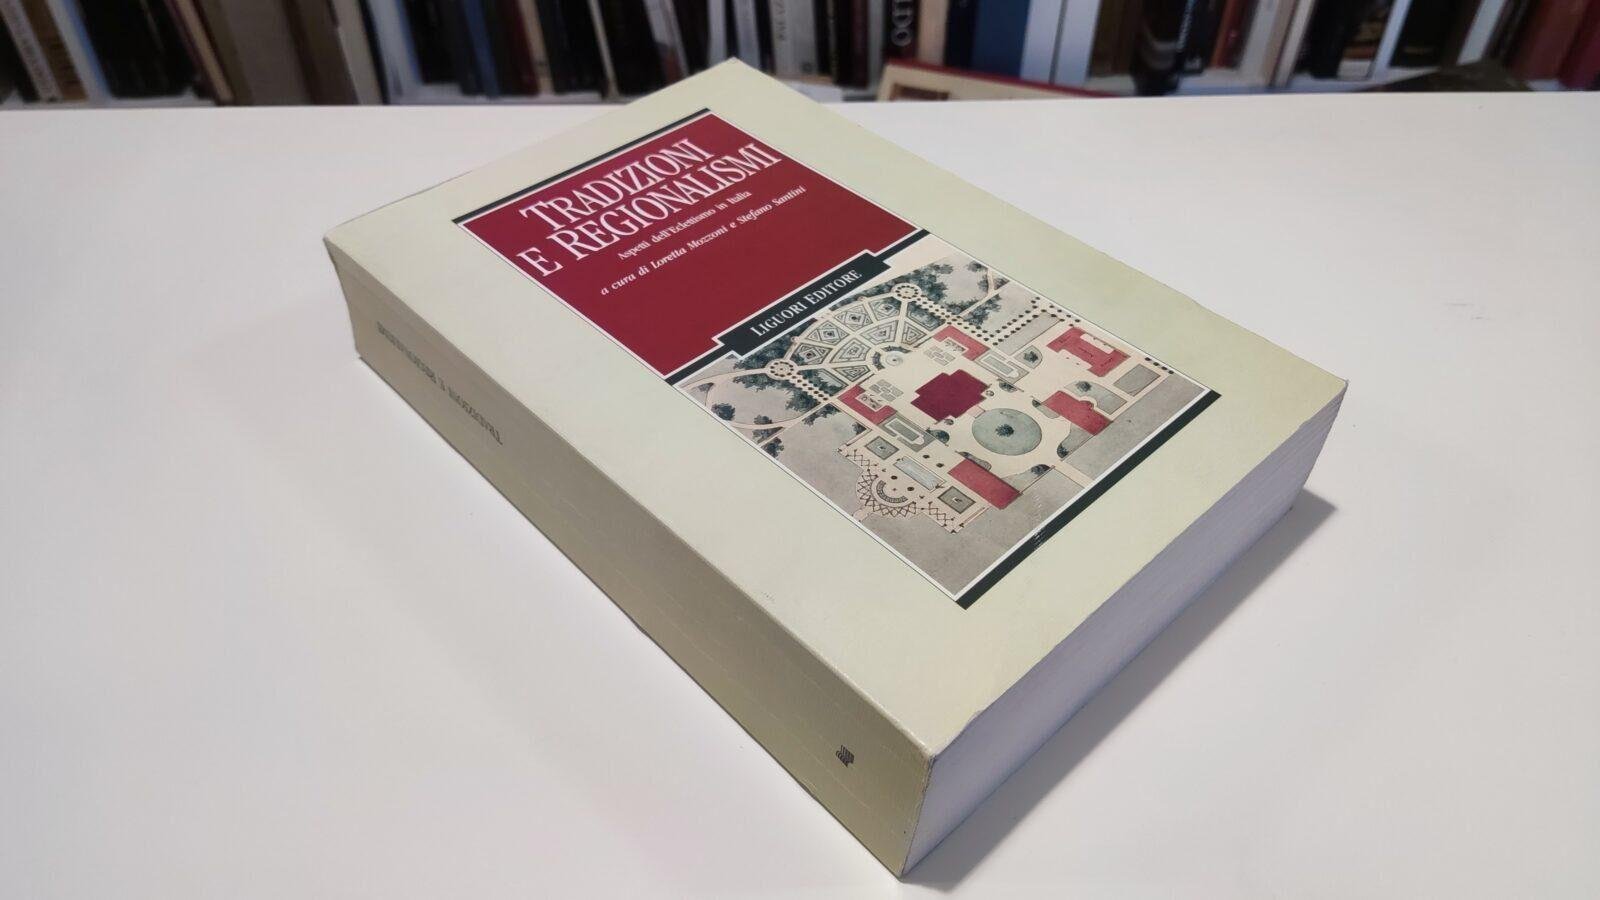 TRADIZIONI
E REGIONALISMI
Aspetti dell'Eclettismo in Italia
a cura di Loretta Mozzoni e Stefano Santini
LIGUORI EDITORE
TRADIZIONI E REGIONALISMI